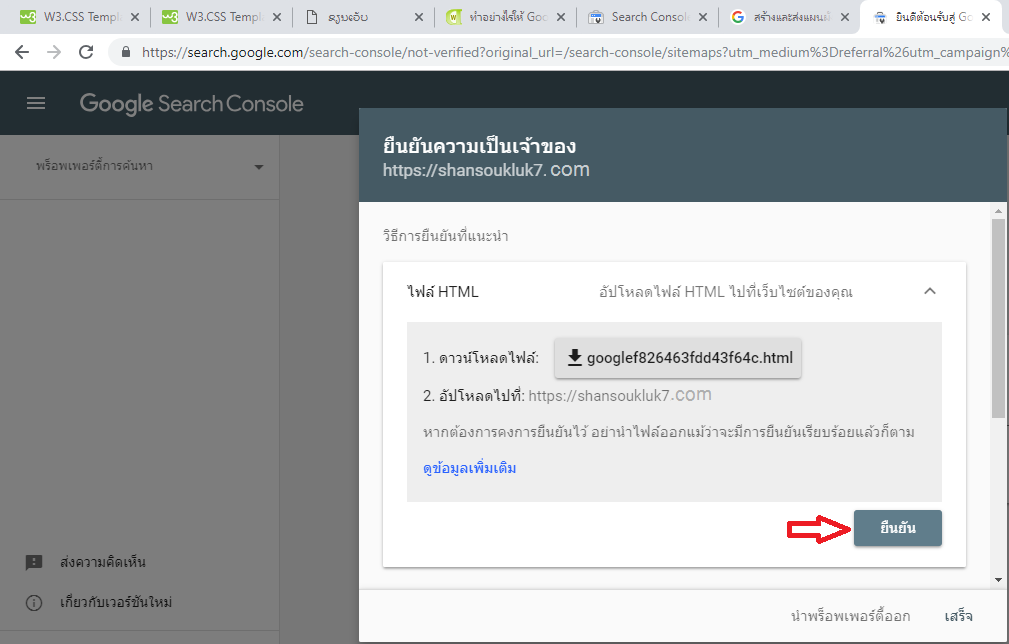 W3.CSS Templ
W3.CSS Templ
ດຽບເອັບ
ทำอย่างไรให้ Goo
Search Consol
สร้างและส่งแผนผั
ยินดีต้อนรับสู่ Go
https://search.google.com/search-console/not-verified?original_url=/search-console/sitemaps?utm_medium%3Dreferral%26utm_campaign%
Google Search Console
พร็อพเพอร์ตี้การค้นหา
ยืนยันความเป็นเจ้าของ
https://shansoukluk7.com
วิธีการยืนยันที่แนะนำ
ไฟล์ HTML อัปโหลดไฟล์ HTML ไปที่เว็บไซต์ของคุณ
1. ดาวน์โหลดไฟล์: googlef826463fdd43f64c.html
2. อัปโหลดไปที่: https://shansoukluk7.com
หากต้องการคงการยืนยันไว้ อย่านำไฟล์ออกแม้ว่าจะมีการยืนยันเรียบร้อยแล้วก็ตาม
ดูข้อมูลเพิ่มเติม
ยืนยัน
ส่งความคิดเห็น
เกี่ยวกับเวอร์ชันใหม่
นำพร็อพเพอร์ตี้ออก เสร็จ